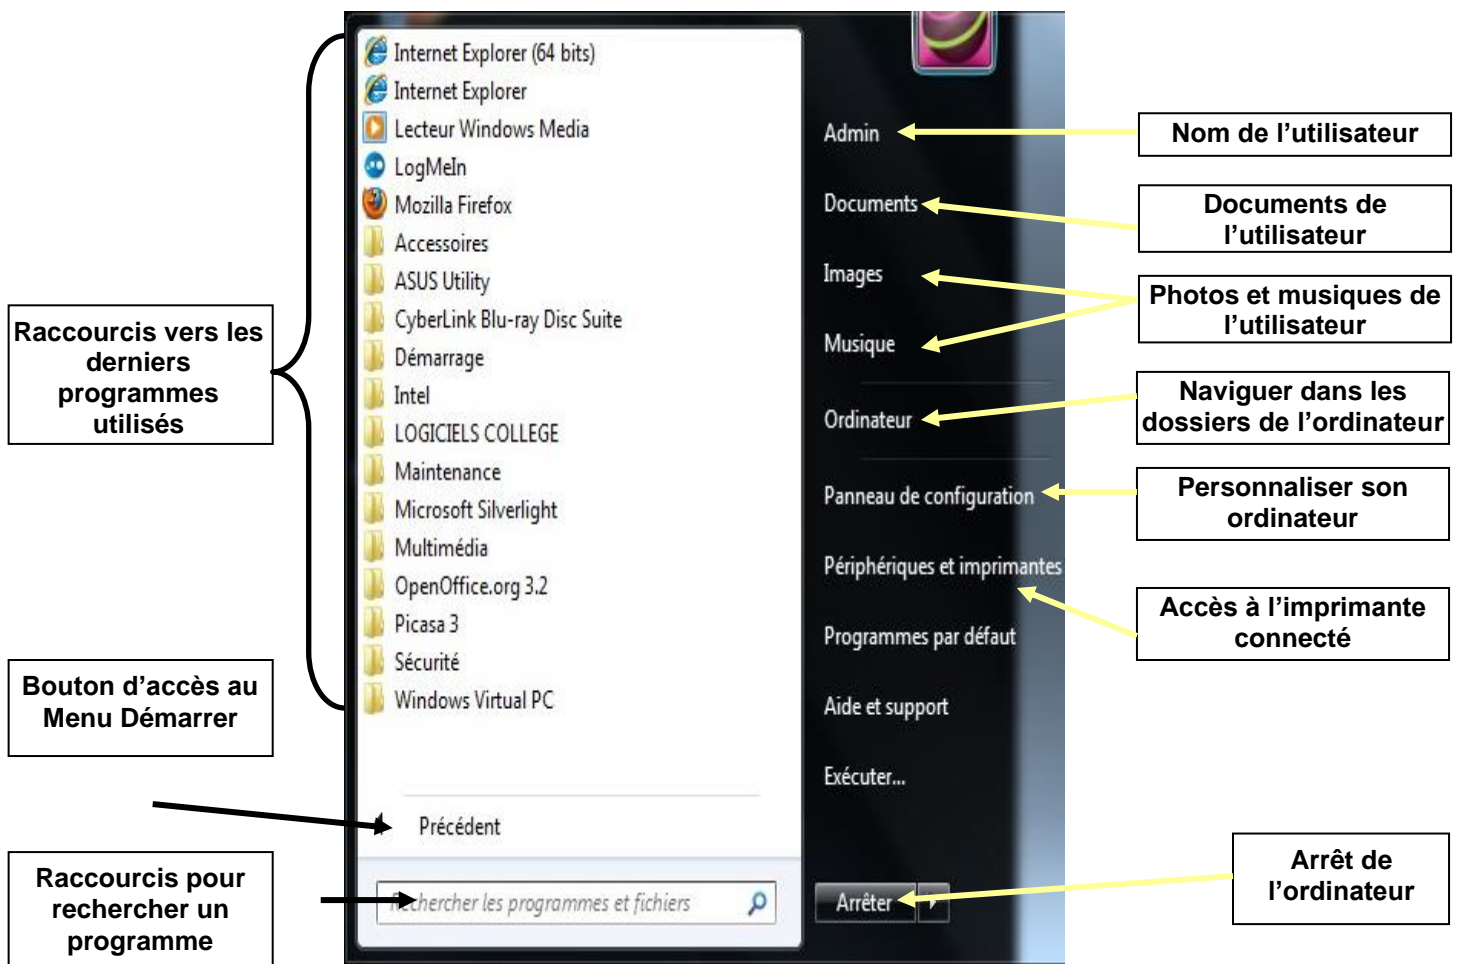 Raccourcis vers les
derniers
programmes
utilisés
Bouton d’accès au
Menu Démarrer
Raccourcis pour
rechercher un
programme
Internet Explorer (64 bits)
Internet Explorer
Lecteur Windows Media
LogMeIn
Mozilla Firefox
Accessoires
ASUS Utility
CyberLink Blu-ray Disc Suite
Démarrage
Intel
LOGICIELS COLLEGE
Maintenance
Microsoft Silverlight
Multimédia
OpenOffice.org 3.2
Picasa 3
Sécurité
Windows Virtual PC
Précédent
Rechercher les programmes et fichiers
Admin
Documents
Images
Musique
Ordinateur
Panneau de configuration
Périphériques et imprimantes
Programmes par défaut
Aide et support
Exécuter...
Arrêter
Nom de l’utilisateur
Documents de
l’utilisateur
Photos et musiques de
l’utilisateur
Naviguer dans les
dossiers de l’ordinateur
Personnaliser son
ordinateur
Accès à l’imprimante
connecté
Arrêt de
l’ordinateur